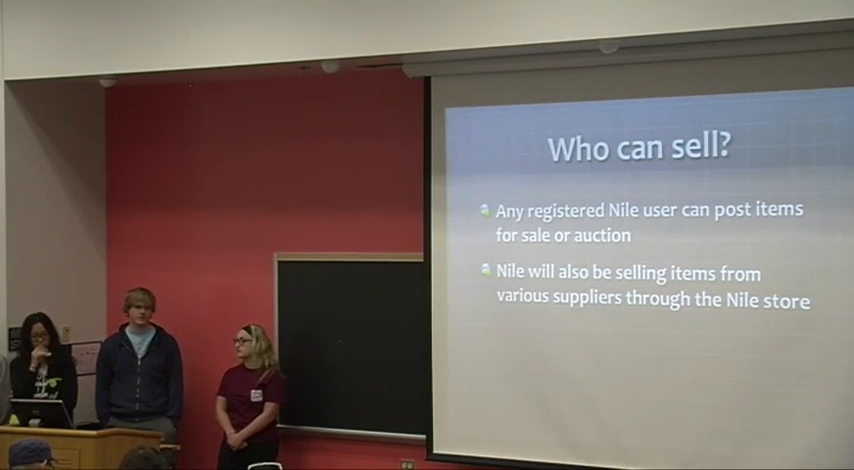 Who can sell?
Any registered Nile user can post items
for sale or auction
Nile will also be selling items from
various suppliers through the Nile store